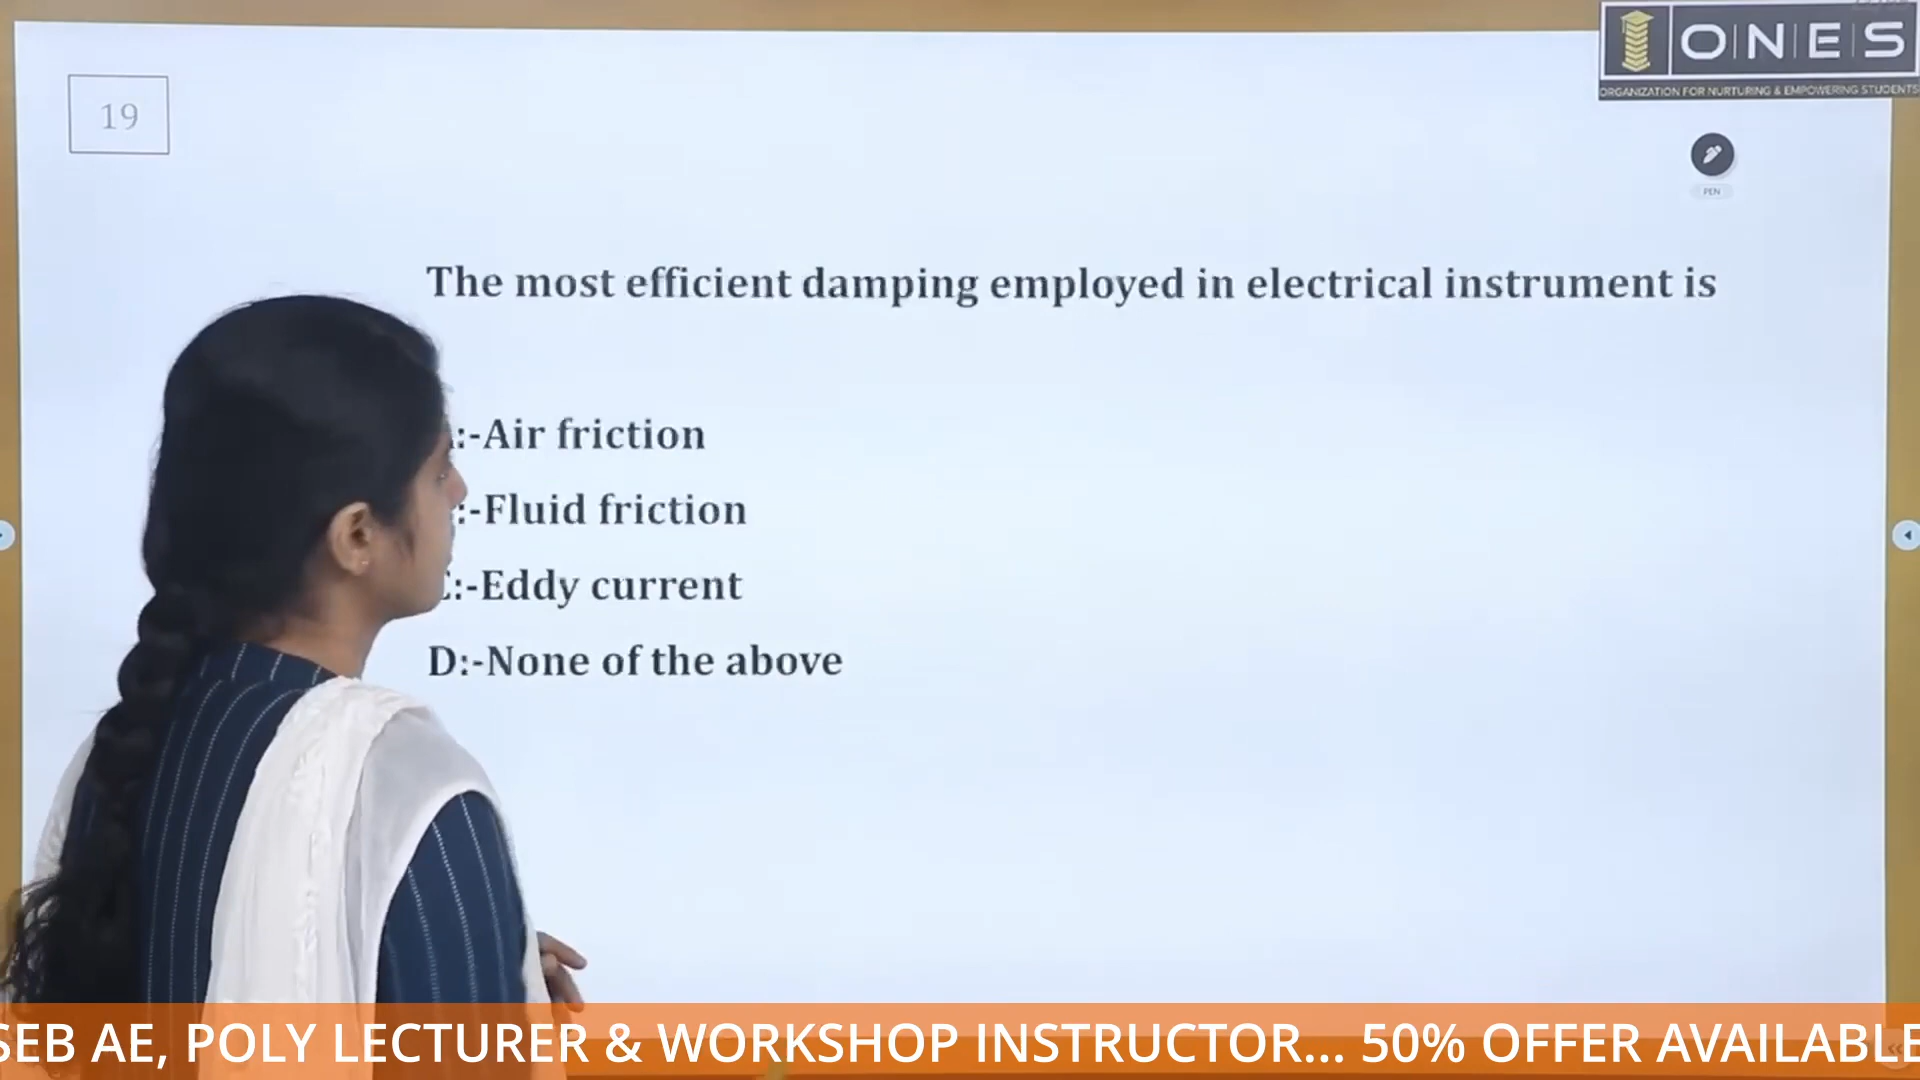 ONES
ORGANIZATION FOR NURTURING & EMPOWERING STUDENTS
19
PEN
The most efficient damping employed in electrical instrument is
:-Air friction
:-Fluid friction
C:-Eddy current
D:-None of the above
SEB AE, POLY LECTURER & WORKSHOP INSTRUCTOR... 50% OFFER AVAILABLE